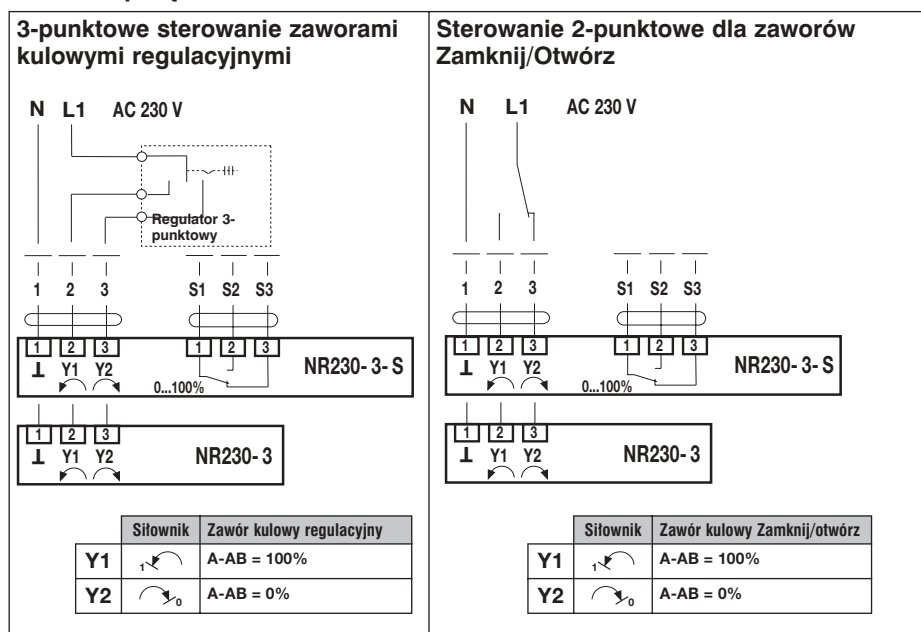 3-punktowe sterowanie zaworami
kulowymi regulacyjnymi
N L1 AC 230 V
Regulator 3-
punktowy
1 2 3 S1 S2 S3
1 2 3 1 2 3
⊥ Y1 Y2
NR230- 3- S
0...100%
1 2 3
⊥ Y1 Y2
NR230- 3
Siłownik Zawór kulowy regulacyjny
Y1 1 A-AB = 100%
Y2 0 A-AB = 0%
Sterowanie 2-punktowe dla zaworów
Zamknij/Otwórz
N L1 AC 230 V
1 2 3 S1 S2 S3
1 2 3 1 2 3
⊥ Y1 Y2
NR230- 3- S
0...100%
1 2 3
⊥ Y1 Y2
NR230- 3
Siłownik Zawór kulowy Zamknij/otwórz
Y1 1 A-AB = 100%
Y2 0 A-AB = 0%